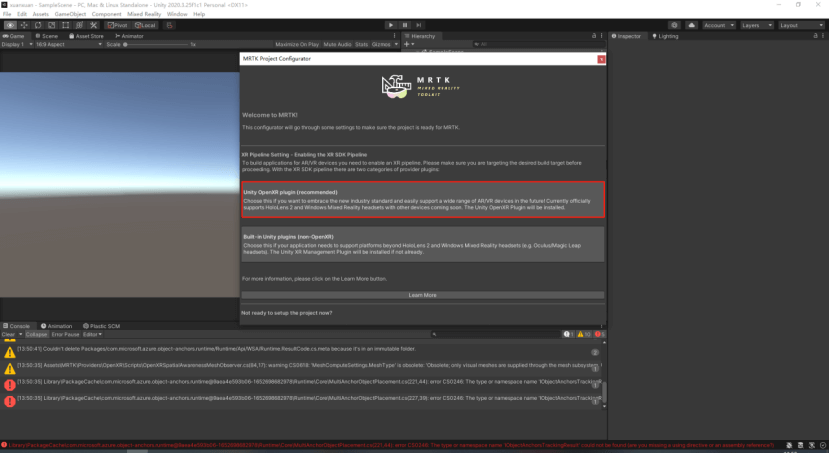 xuanxuan - SampleScene - PC, Mac & Linux Standalone - Unity 2020.3.25f1c1 Personal <DX11>
File Edit Assets GameObject Component Mixed Reality Window Help
Pivot Local Account Layers Layout
Game Scene Asset Store Animator Hierarchy Inspector Lighting
Display 1 16:9 Aspect Scale 1x Maximize On Play Mute Audio Stats Gizmos All
SampleScene
MRTK Project Configurator
MRTK
MIXED REALITY
TOOLKIT
Welcome to MRTK!
This configurator will go through some settings to make sure the project is ready for MRTK.
XR Pipeline Setting - Enabling the XR SDK Pipeline
To build applications for AR/VR devices you need to enable an XR pipeline. Please make sure you are targeting the desired build target before
proceeding. With the XR SDK pipeline there are two categories of provider plugins:
Unity OpenXR plugin (recommended)
Choose this if you want to embrace the new industry standard and easily support a wide range of AR/VR devices in the future! Currently officially
supports HoloLens 2 and Windows Mixed Reality headsets with other devices coming soon. The Unity OpenXR Plugin will be installed.
Built-in Unity plugins (non-OpenXR)
Choose this if your application needs to support platforms beyond HoloLens 2 and Windows Mixed Reality headsets (e.g. Oculus/Magic Leap
headsets). The Unity XR Management Plugin will be installed if not already.
For more information, please click on the Learn More button.
Learn More
Not ready to setup the project now?
Console Animation Plastic SCM
Clear Collapse Error Pause Editor
[13:50:41] Couldn't delete Packages/com.microsoft.azure.object-anchors.runtime/Runtime/Api/WSA/Runtime.ResultCode.cs.meta because it's in an immutable folder.
[13:50:35] Assets\MRTK\Providers\OpenXR\Scripts\OpenXRSpatialAwarenessMeshObserver.cs(84,17): warning CS0618: 'MeshComputeSettings.MeshType' is obsolete: 'Obsolete, only visual meshes are supplied through the mesh subsystem.
[13:50:35] Library\PackageCache\com.microsoft.azure.object-anchors.runtime@8aea4e593b06-1652698682978\Runtime\Core\MultiAnchorObjectPlacement.cs(221,44): error CS0246: The type or namespace name 'ObjectAnchorsTracking
[13:50:35] Library\PackageCache\com.microsoft.azure.object-anchors.runtime@8aea4e593b06-1652698682978\Runtime\Core\MultiAnchorObjectPlacement.cs(227,39): error CS0246: The type or namespace name 'ObjectAnchorsTracking
Library\PackageCache\com.microsoft.azure.object-anchors.runtime@8aea4e593b06-1652698682978\Runtime\Core\MultiAnchorObjectPlacement.cs(221,44): error CS0246: The type or namespace name 'ObjectAnchorsTrackingResult' could not be found (are you missing a using directive or an assembly reference?)